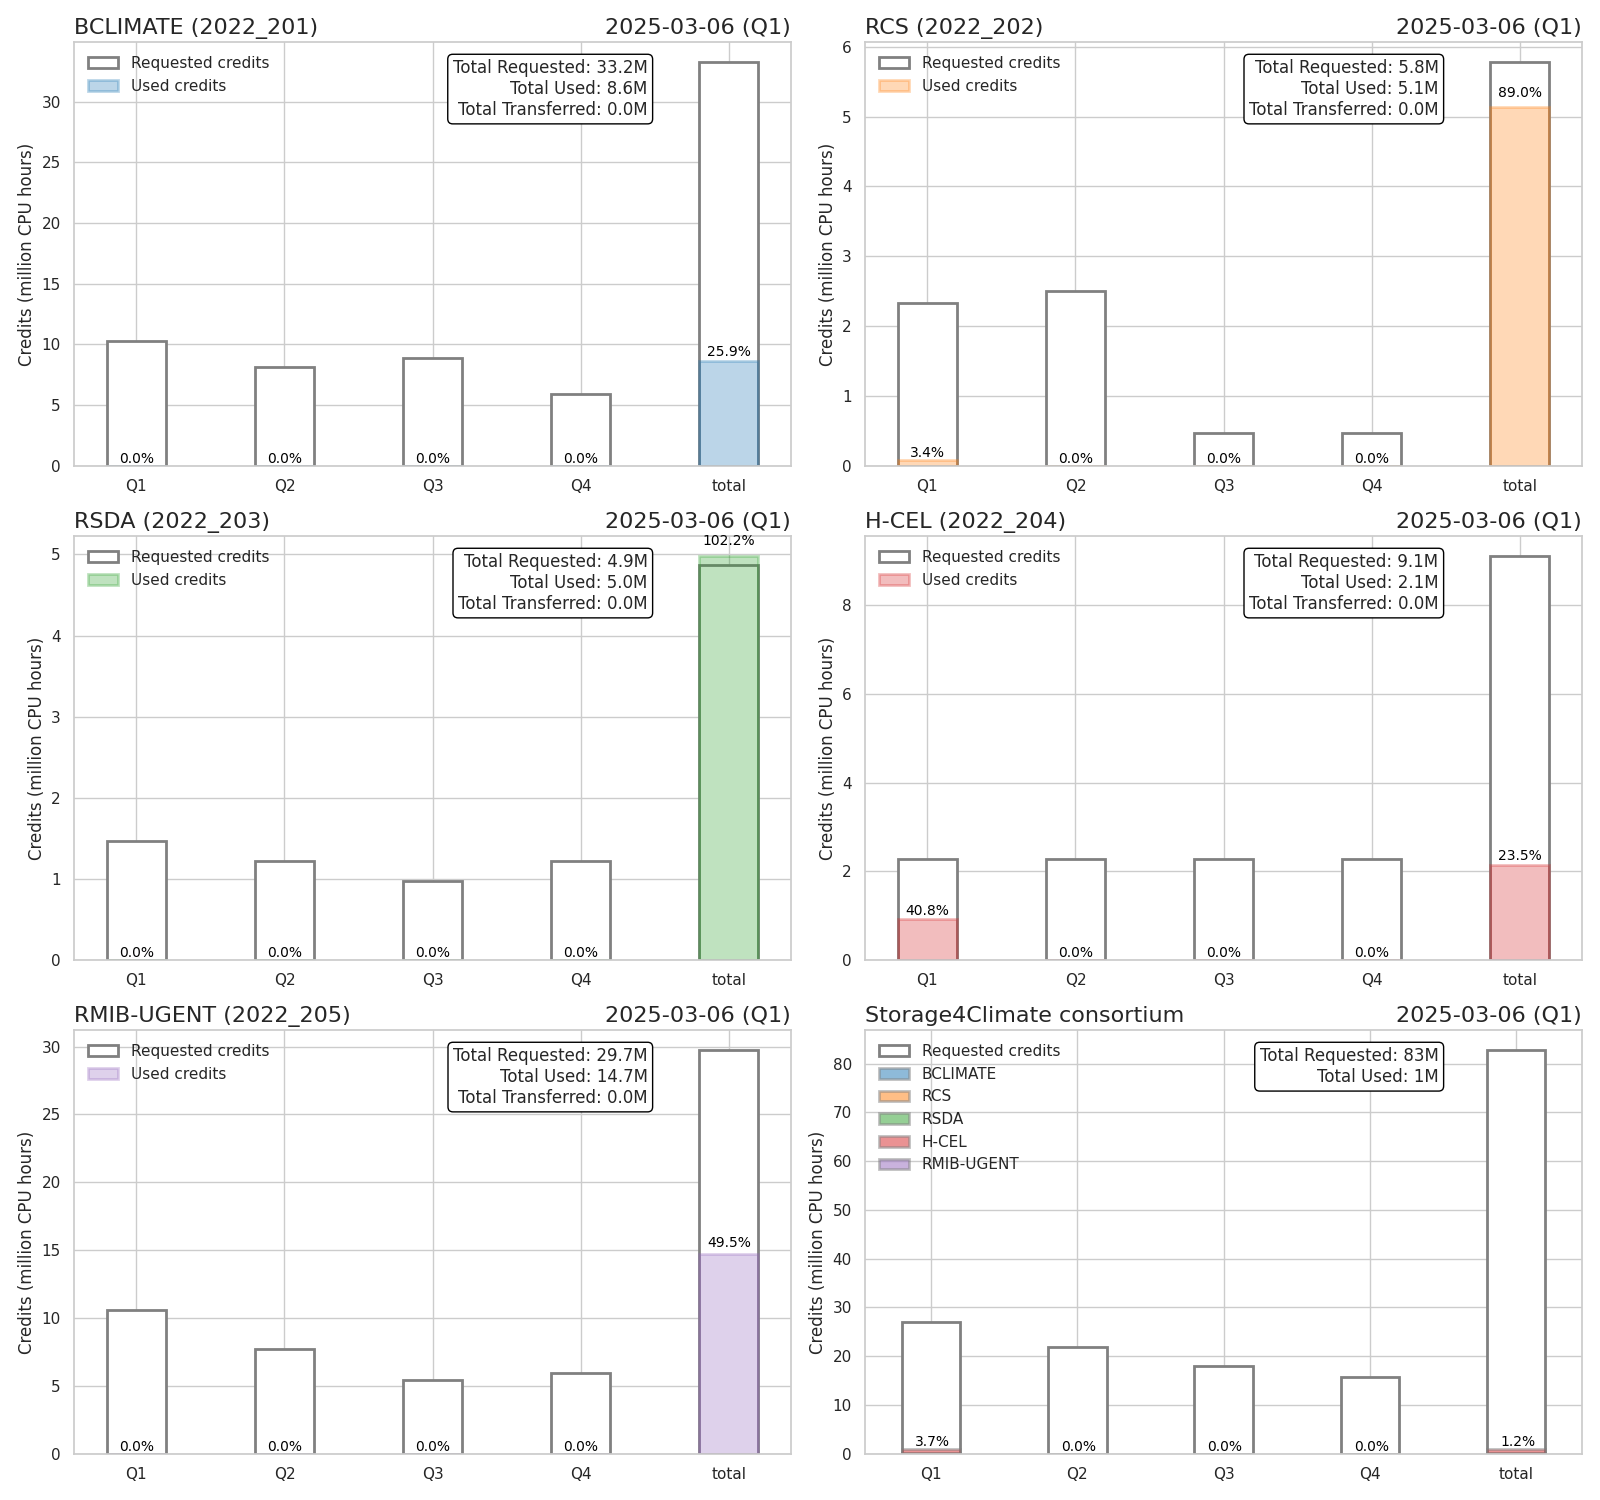 BCLIMATE (2022_201)
2025-03-06 (Q1)
Requested credits
Used credits
Total Requested: 33.2M
Total Used: 8.6M
Total Transferred: 0.0M
Credits (million CPU hours)
30
25
20
15
10
5
0
25.9%
0.0%
0.0%
0.0%
0.0%
Q1
Q2
Q3
Q4
total
RCS (2022_202)
2025-03-06 (Q1)
Requested credits
Used credits
Total Requested: 5.8M
Total Used: 5.1M
Total Transferred: 0.0M
Credits (million CPU hours)
6
5
4
3
2
1
0
89.0%
3.4%
0.0%
0.0%
0.0%
Q1
Q2
Q3
Q4
total
RSDA (2022_203)
2025-03-06 (Q1)
102.2%
Requested credits
Used credits
Total Requested: 4.9M
Total Used: 5.0M
Total Transferred: 0.0M
Credits (million CPU hours)
5
4
3
2
1
0
0.0%
0.0%
0.0%
0.0%
Q1
Q2
Q3
Q4
total
H-CEL (2022_204)
2025-03-06 (Q1)
Requested credits
Used credits
Total Requested: 9.1M
Total Used: 2.1M
Total Transferred: 0.0M
Credits (million CPU hours)
8
6
4
2
0
23.5%
40.8%
0.0%
0.0%
0.0%
Q1
Q2
Q3
Q4
total
RMIB-UGENT (2022_205)
2025-03-06 (Q1)
Requested credits
Used credits
Total Requested: 29.7M
Total Used: 14.7M
Total Transferred: 0.0M
Credits (million CPU hours)
30
25
20
15
10
5
0
49.5%
0.0%
0.0%
0.0%
0.0%
Q1
Q2
Q3
Q4
total
Storage4Climate consortium
2025-03-06 (Q1)
Requested credits
BCLIMATE
RCS
RSDA
H-CEL
RMIB-UGENT
Total Requested: 83M
Total Used: 1M
Credits (million CPU hours)
80
70
60
50
40
30
20
10
0
3.7%
0.0%
0.0%
0.0%
1.2%
Q1
Q2
Q3
Q4
total